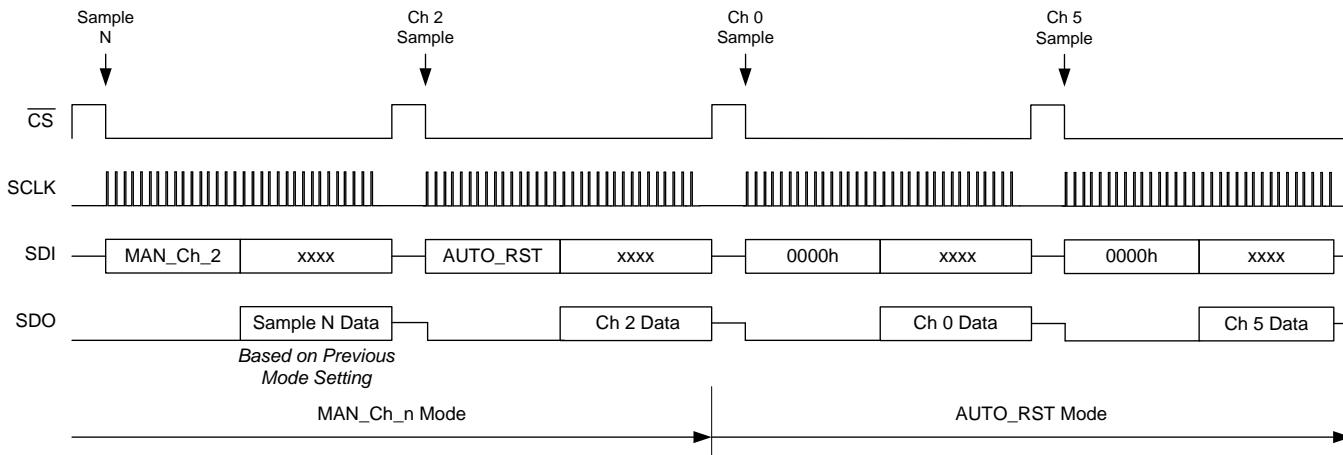 Sample
N
Ch 2
Sample
Ch 0
Sample
Ch 5
Sample
CS
SCLK
SDI
MAN_Ch_2
xxxx
AUTO_RST
xxxx
0000h
xxxx
0000h
xxxx
SDO
Sample N Data
Ch 2 Data
Ch 0 Data
Ch 5 Data
Based on Previous
Mode Setting
MAN_Ch_n Mode
AUTO_RST Mode